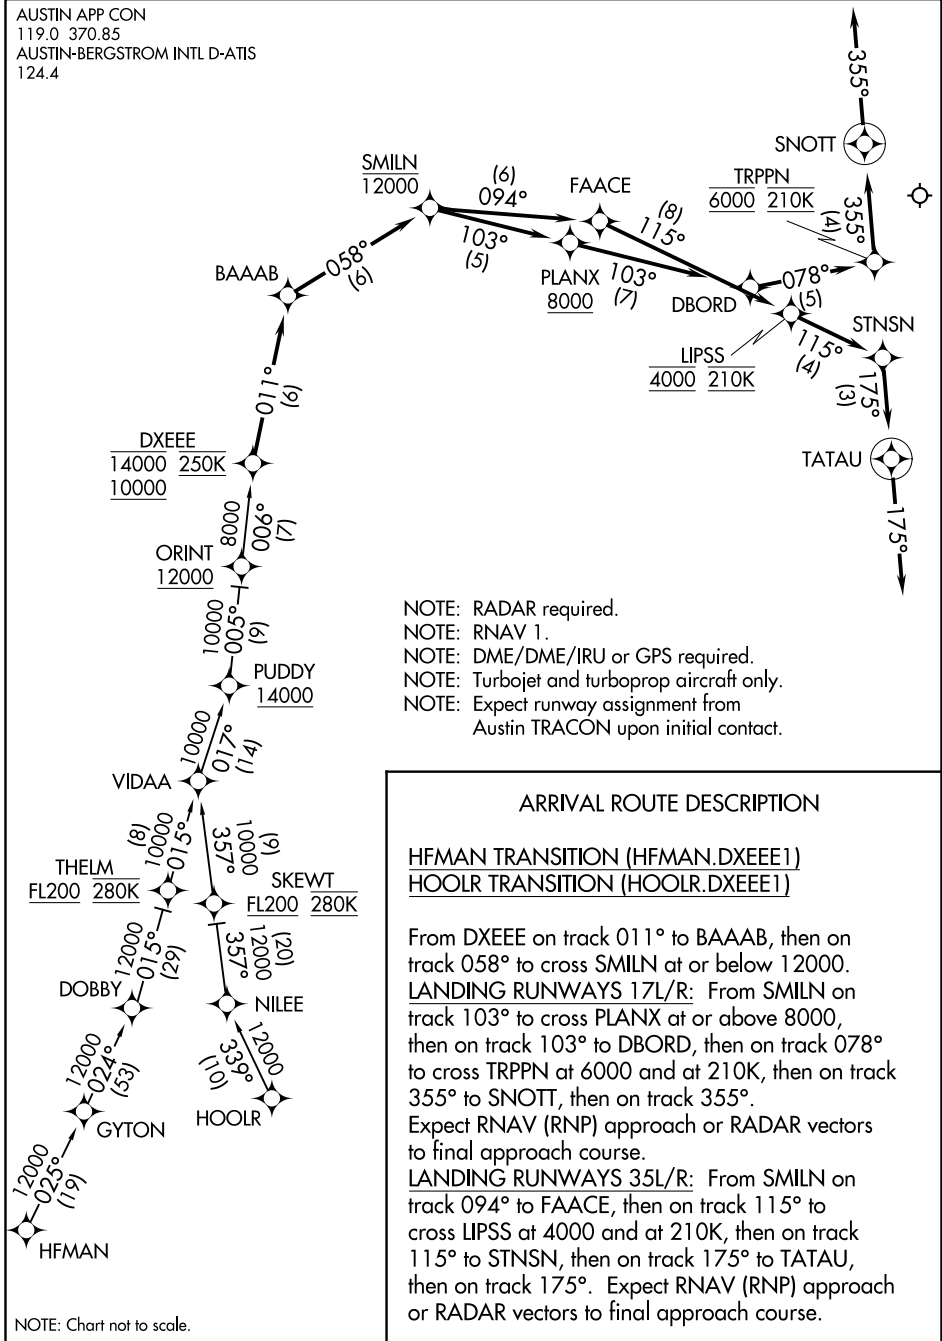 AUSTIN APP CON
119.0 370.85
AUSTIN-BERGSTROM INTL D-ATIS
124.4
355°
SNOTT
TRPPN
6000 210K
355°
(4)
SMILN
12000
(6)
094°
FAACE
(8)
115°
103°
(5)
PLANX
8000
103°
(7)
DBORD
078°
(5)
BAAAB
058°
(6)
LIPSS
4000 210K
115°
(4)
STNSN
175°
(3)
TATAU
175°
011°
(6)
DXEEE
14000 250K
10000
8000
006°
(7)
ORINT
12000
10000
005°
(9)
PUDDY
14000
10000
017°
(14)
VIDAA
(8)
10000
015°
(9)
10000
357°
THELM
FL200 280K
SKEWT
FL200 280K
12000
015°
(29)
(20)
12000
357°
DOBBY
NILEE
12000
024°
(53)
12000
339°
(10)
GYTON
HOOLR
12000
025°
(19)
HFMAN
NOTE: RADAR required.
NOTE: RNAV 1.
NOTE: DME/DME/IRU or GPS required.
NOTE: Turbojet and turboprop aircraft only.
NOTE: Expect runway assignment from
Austin TRACON upon initial contact.
ARRIVAL ROUTE DESCRIPTION
HFMAN TRANSITION (HFMAN.DXEEE1)
HOOLR TRANSITION (HOOLR.DXEEE1)
From DXEEE on track 011° to BAAAB, then on
track 058° to cross SMILN at or below 12000.
LANDING RUNWAYS 17L/R: From SMILN on
track 103° to cross PLANX at or above 8000,
then on track 103° to DBORD, then on track 078°
to cross TRPPN at 6000 and at 210K, then on track
355° to SNOTT, then on track 355°.
Expect RNAV (RNP) approach or RADAR vectors
to final approach course.
LANDING RUNWAYS 35L/R: From SMILN on
track 094° to FAACE, then on track 115° to
cross LIPSS at 4000 and at 210K, then on track
115° to STNSN, then on track 175° to TATAU,
then on track 175°. Expect RNAV (RNP) approach
or RADAR vectors to final approach course.
NOTE: Chart not to scale.